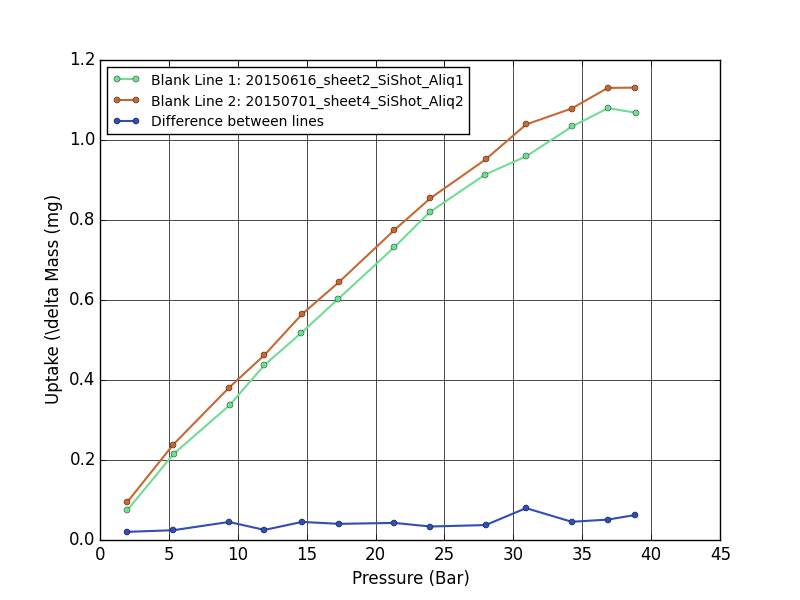 1.2
1.0
0.8
0.6
0.4
0.2
0.0
Uptake (\delta Mass (mg)
Blank Line 1: 20150616_sheet2_SiShot_Aliq1
Blank Line 2: 20150701_sheet4_SiShot_Aliq2
Difference between lines
0 5 10 15 20 25 30 35 40 45
Pressure (Bar)